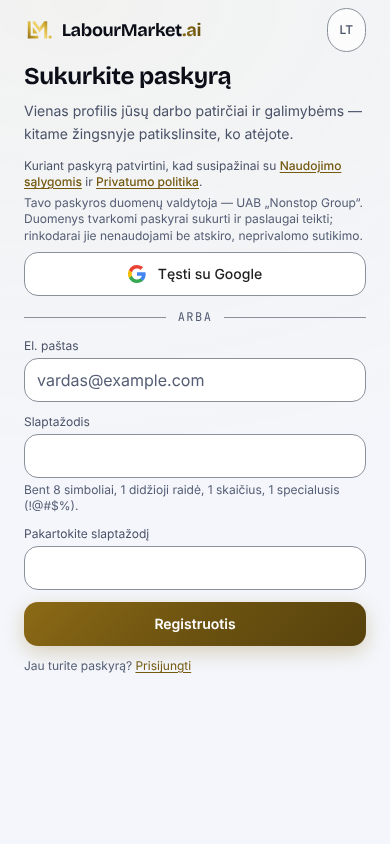 LabourMarket.ai
LT
Sukurkite paskyrą
Vienas profilis jūsų darbo patirčiai ir galimybėms —
kitame žingsnyje patikslinsite, ko atėjote.
Kuriant paskyrą patvirtini, kad susipažinai su Naudojimo
sąlygomis ir Privatumo politika.
Tavo paskyros duomenų valdytoja — UAB „Nonstop Group“.
Duomenys tvarkomi paskyrai sukurti ir paslaugai teikti;
rinkodarai jie nenaudojami be atskiro, neprivalomo sutikimo.
Tęsti su Google
ARBA
El. paštas
vardas@example.com
Slaptažodis
Bent 8 simboliai, 1 didžioji raidė, 1 skaičius, 1 specialusis
(!@#$%).
Pakartokite slaptažodį
Registruotis
Jau turite paskyrą? Prisijungti